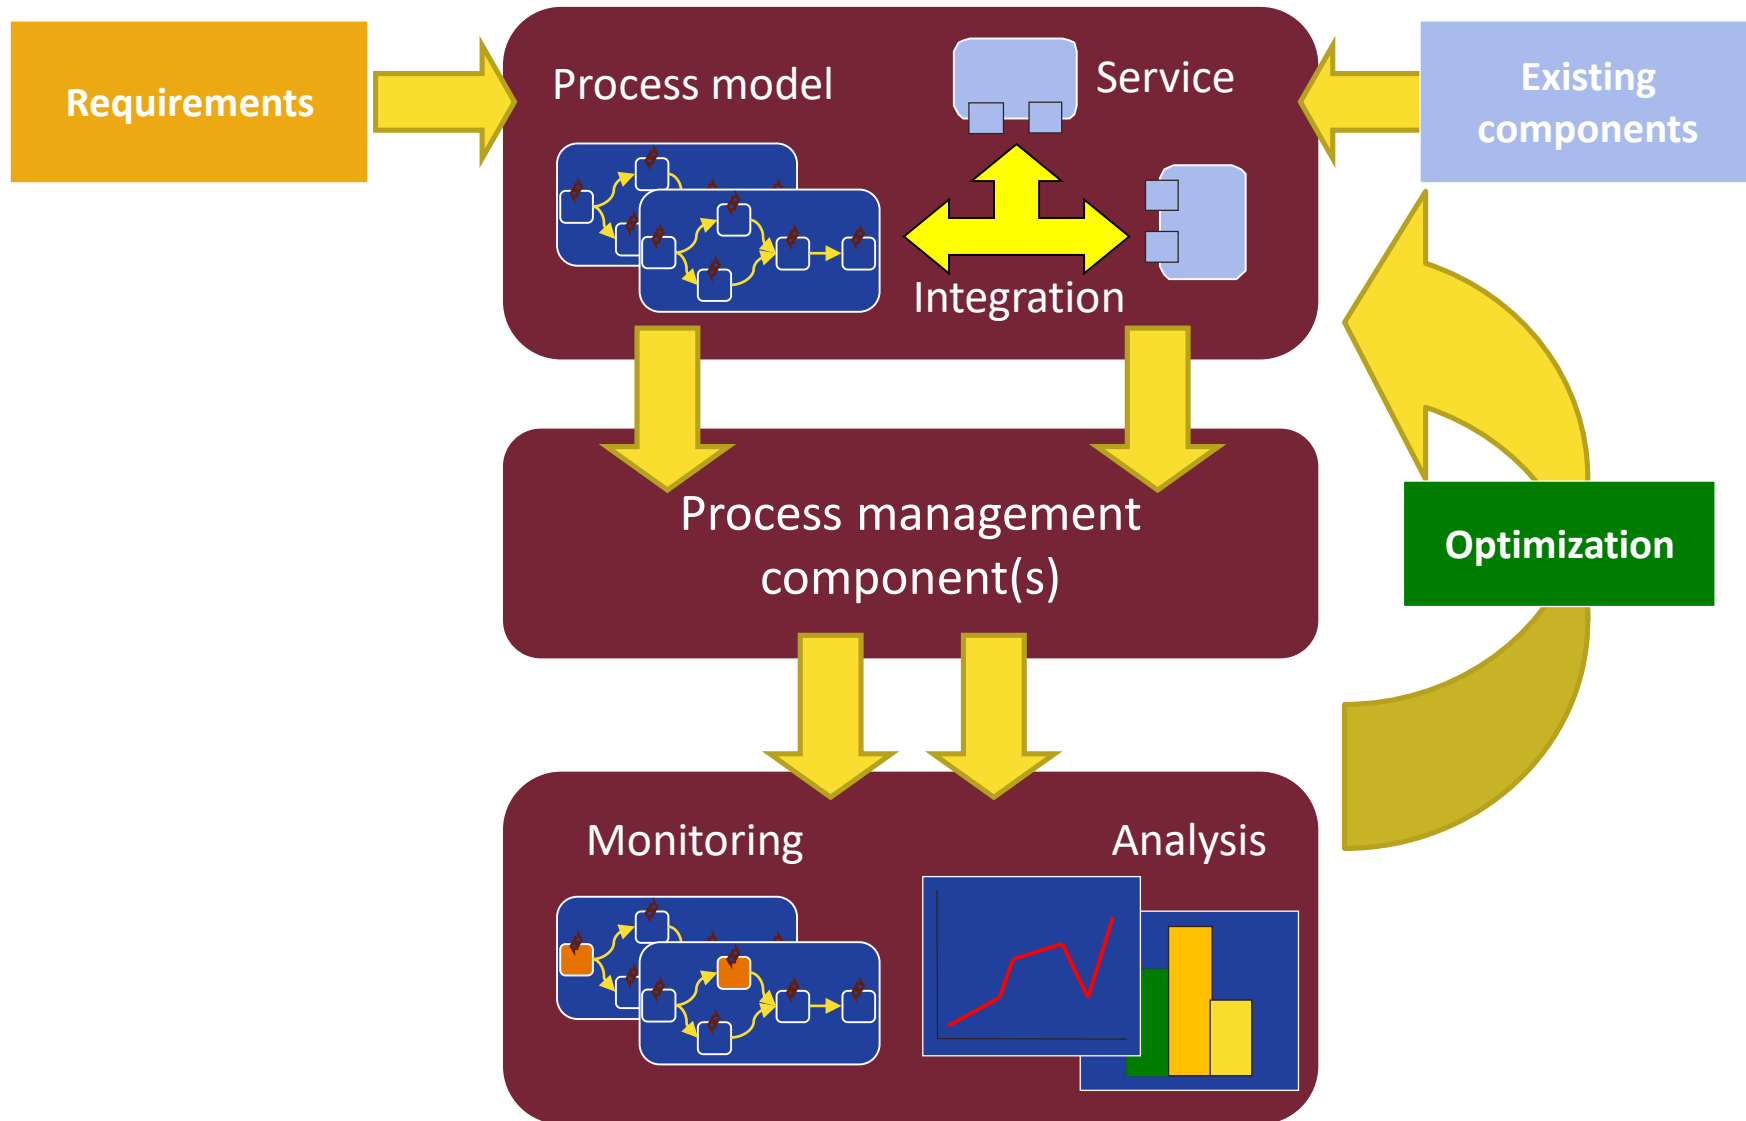 Requirements
Process model
Service
Existing
components
Integration
Process management
component(s)
Optimization
Monitoring
Analysis